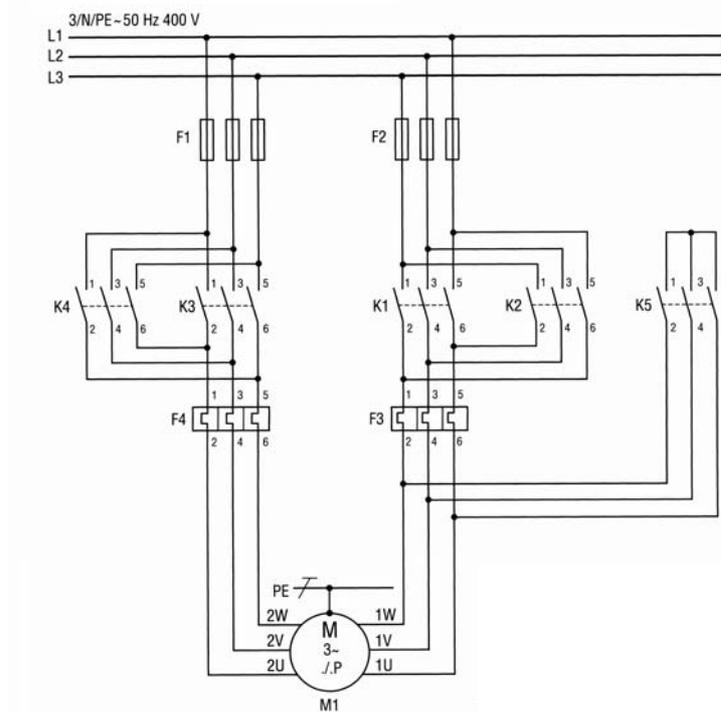 3/N/PE~50 Hz 400 V
L1
L2
L3
F1
F2
1 3 5
1 3 5
1 3 5
1 3 5
1 3
K4
K3
K1
K2
K5
2 4 6
2 4 6
2 4 6
2 4 6
2 4
1 3 5
1 3 5
F4
F3
2 4 6
2 4 6
PE
2W
M
1W
2V
3~
1V
2U
./.P
1U
M1